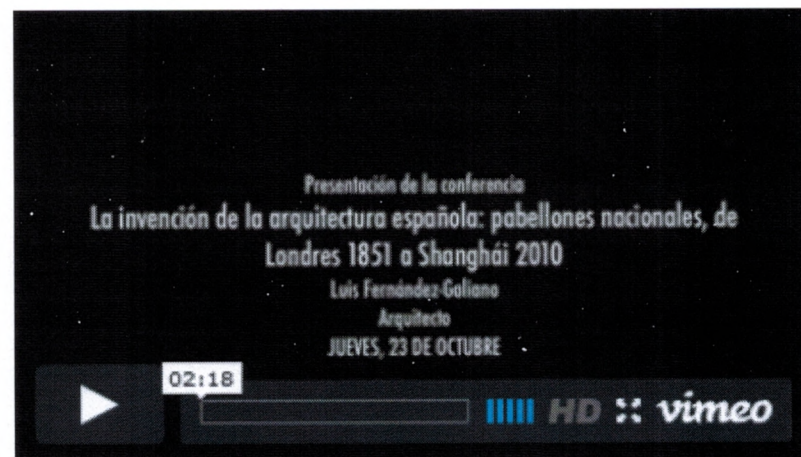 Presentación de la conferencia
La invención de la arquitectura española: pabellones nacionales, de
Londres 1851 a Shanghái 2010
Luis Fernández-Galiano
Arquitecto
JUEVES, 23 DE OCTUBRE
02:18
HD vimeo